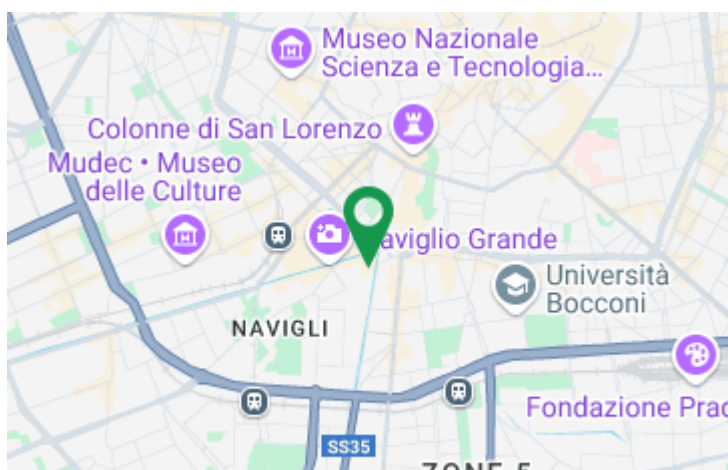 Museo Nazionale
Scienza e Tecnologia...
Colonne di San Lorenzo
Mudec • Museo
delle Culture
aviglio Grande
Università
Bocconi
NAVIGLI
Fondazione Prad
SS35
ZONE 5